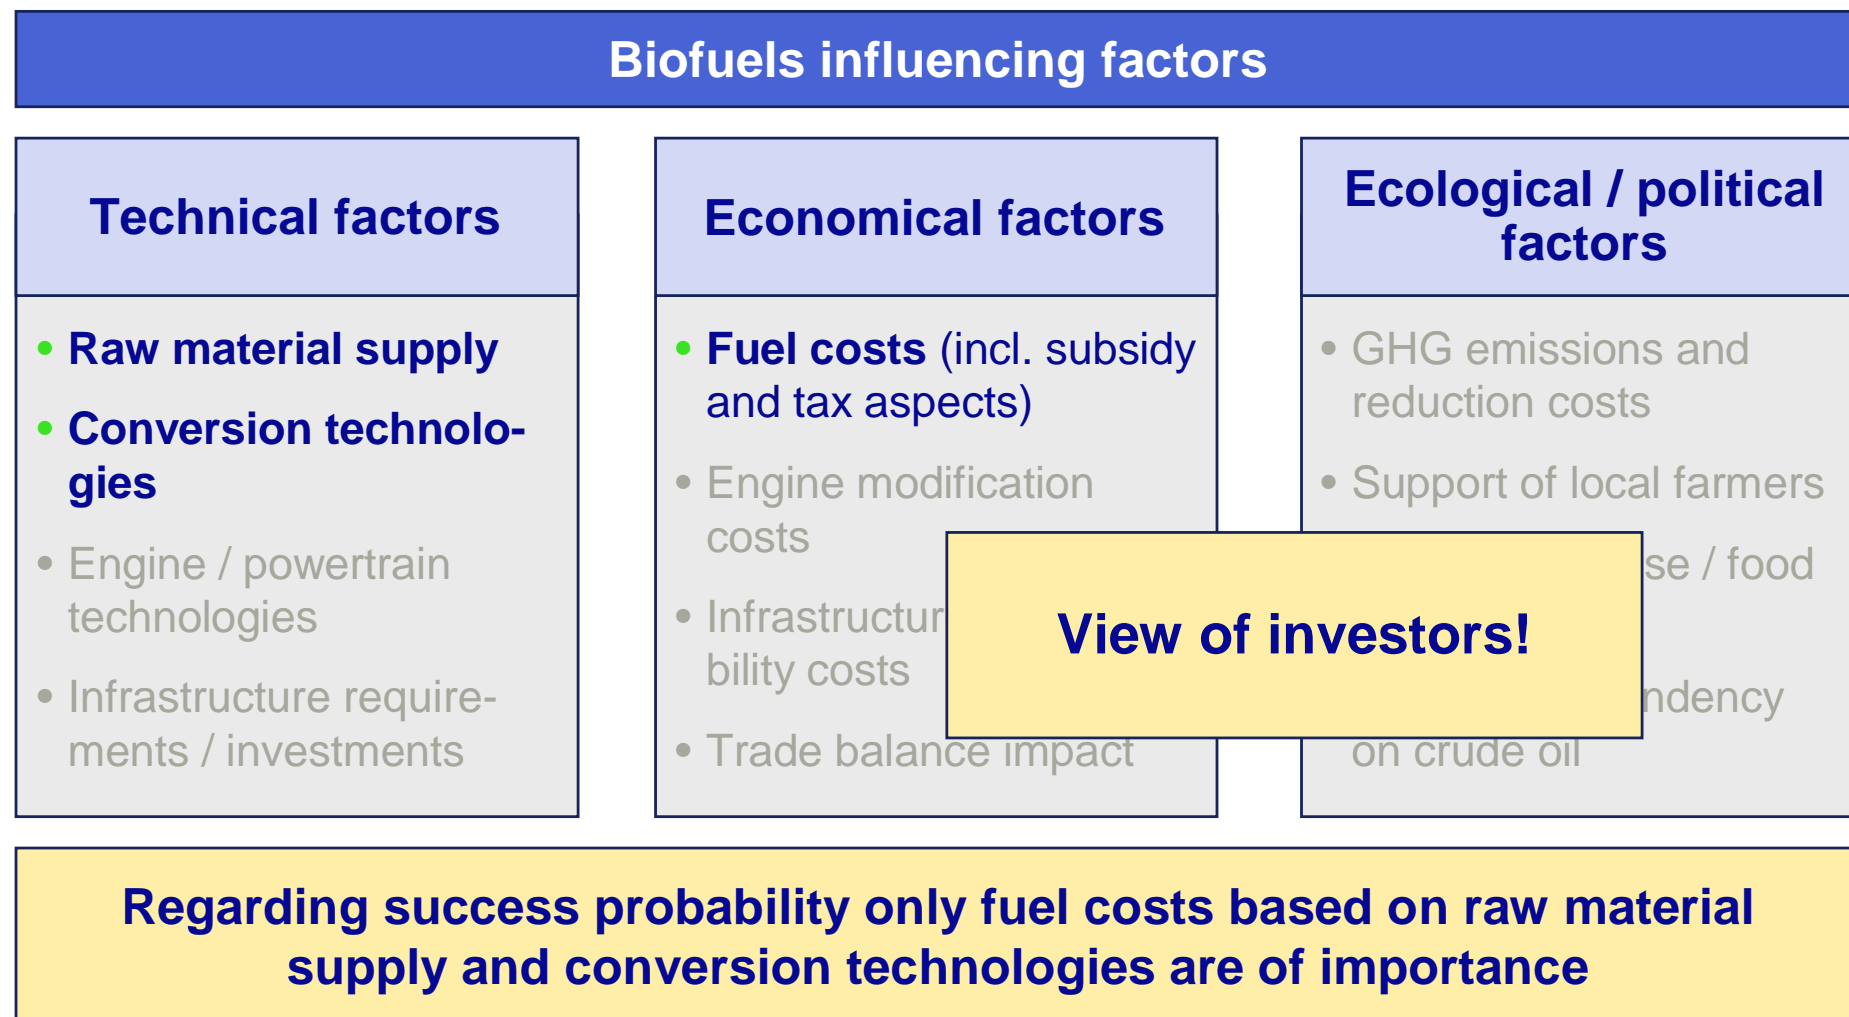 Biofuels influencing factors
Technical factors
• Raw material supply
• Conversion technolo-
gies
• Engine / powertrain
technologies
• Infrastructure require-
ments / investments
Economical factors
• Fuel costs (incl. subsidy
and tax aspects)
• Engine modification
costs
•
bility costs
• Trade balance impact
Ecological / political
factors
• GHG emissions and
reduction costs
• Support of local farmers
/ food
on crude oil
View of investors!
Regarding success probability only fuel costs based on raw material
supply and conversion technologies are of importance